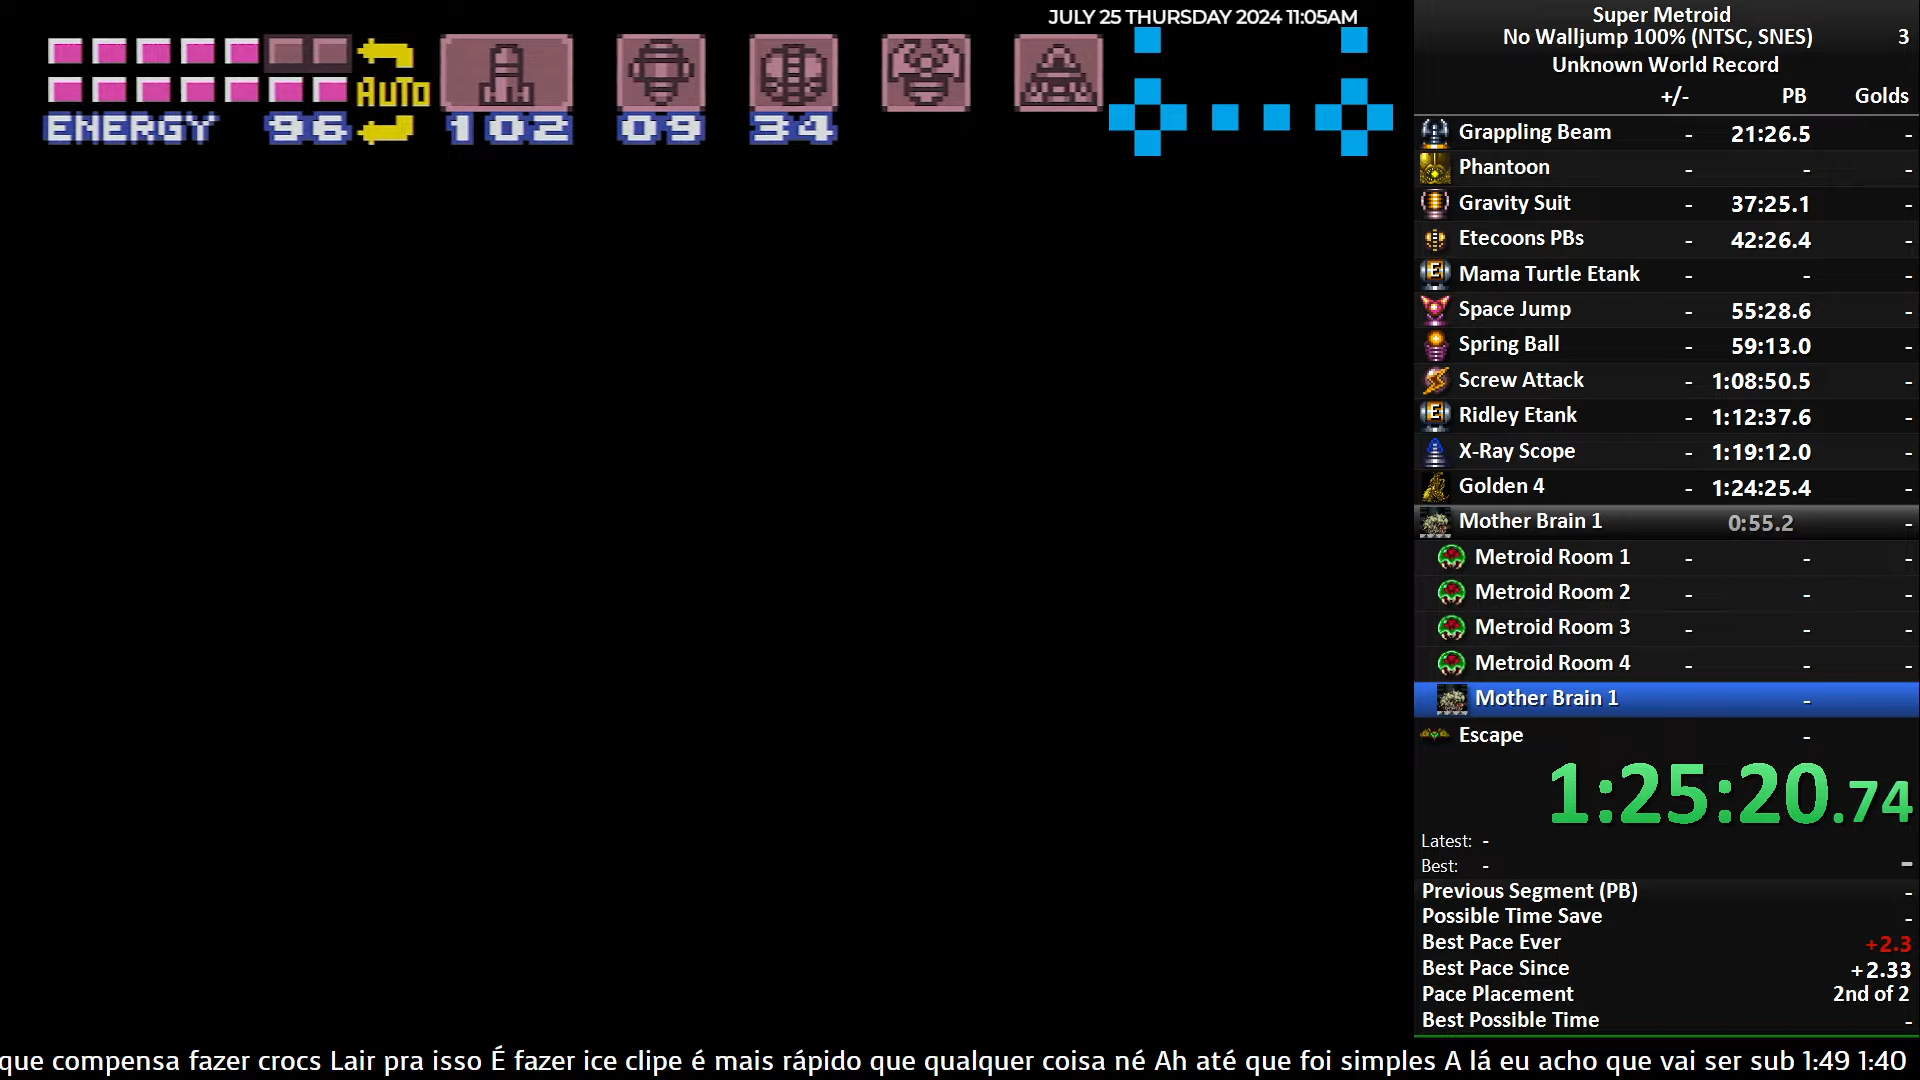 JULY 25 THURSDAY 2024 11:05AM
AUTO
ENERGY 96 102 09 34
Super Metroid
No Walljump 100% (NTSC, SNES) 3
Unknown World Record
+/- PB Golds
Grappling Beam - 21:26.5 -
Phantoon - - -
Gravity Suit - 37:25.1 -
Etecoons PBs - 42:26.4 -
Mama Turtle Etank - - -
Space Jump - 55:28.6 -
Spring Ball - 59:13.0 -
Screw Attack - 1:08:50.5 -
Ridley Etank - 1:12:37.6 -
X-Ray Scope - 1:19:12.0 -
Golden 4 - 1:24:25.4 -
Mother Brain 1 0:55.2 -
Metroid Room 1 - - -
Metroid Room 2 - - -
Metroid Room 3 - - -
Metroid Room 4 - - -
Mother Brain 1 -
Escape -
1:25:20.74
Latest: -
Best: - -
Previous Segment (PB) -
Possible Time Save -
Best Pace Ever +2.3
Best Pace Since +2.33
Pace Placement 2nd of 2
Best Possible Time -
que compensa fazer crocs Lair pra isso É fazer ice clipe é mais rápido que qualquer coisa né Ah até que foi simples A lá eu acho que vai ser sub 1:49 1:40